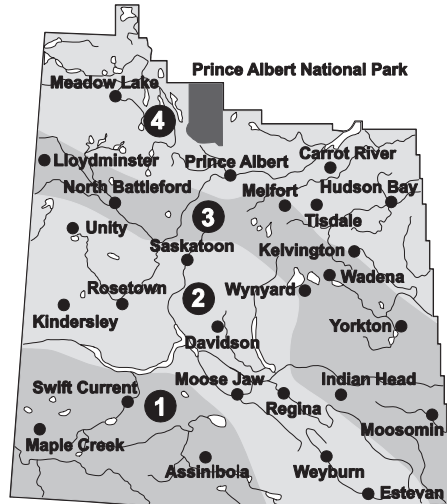 Prince Albert National Park
Meadow Lake
4
Lloydminster
Prince Albert
Carrot River
North Battleford
Melfort
Hudson Bay
3
Tisdale
Unity
Saskatoon
Kelvington
Wadena
Rosetown
2
Wynyard
Kindersley
Yorkton
Davidson
Swift Current
Moose Jaw
Indian Head
1
Regina
Moosomin
Maple Creek
Assiniboia
Weyburn
Estevan